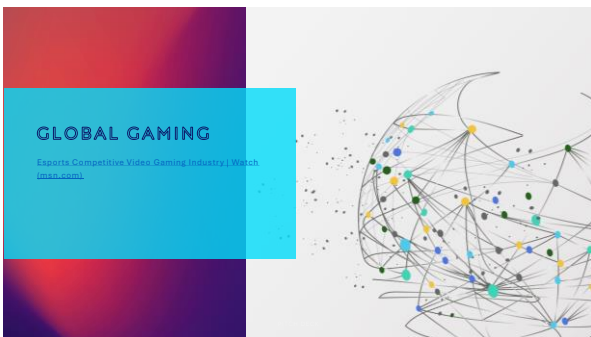 GLOBAL GAMING
Esports Competitive Video Gaming Industry | Watch
(msn.com)